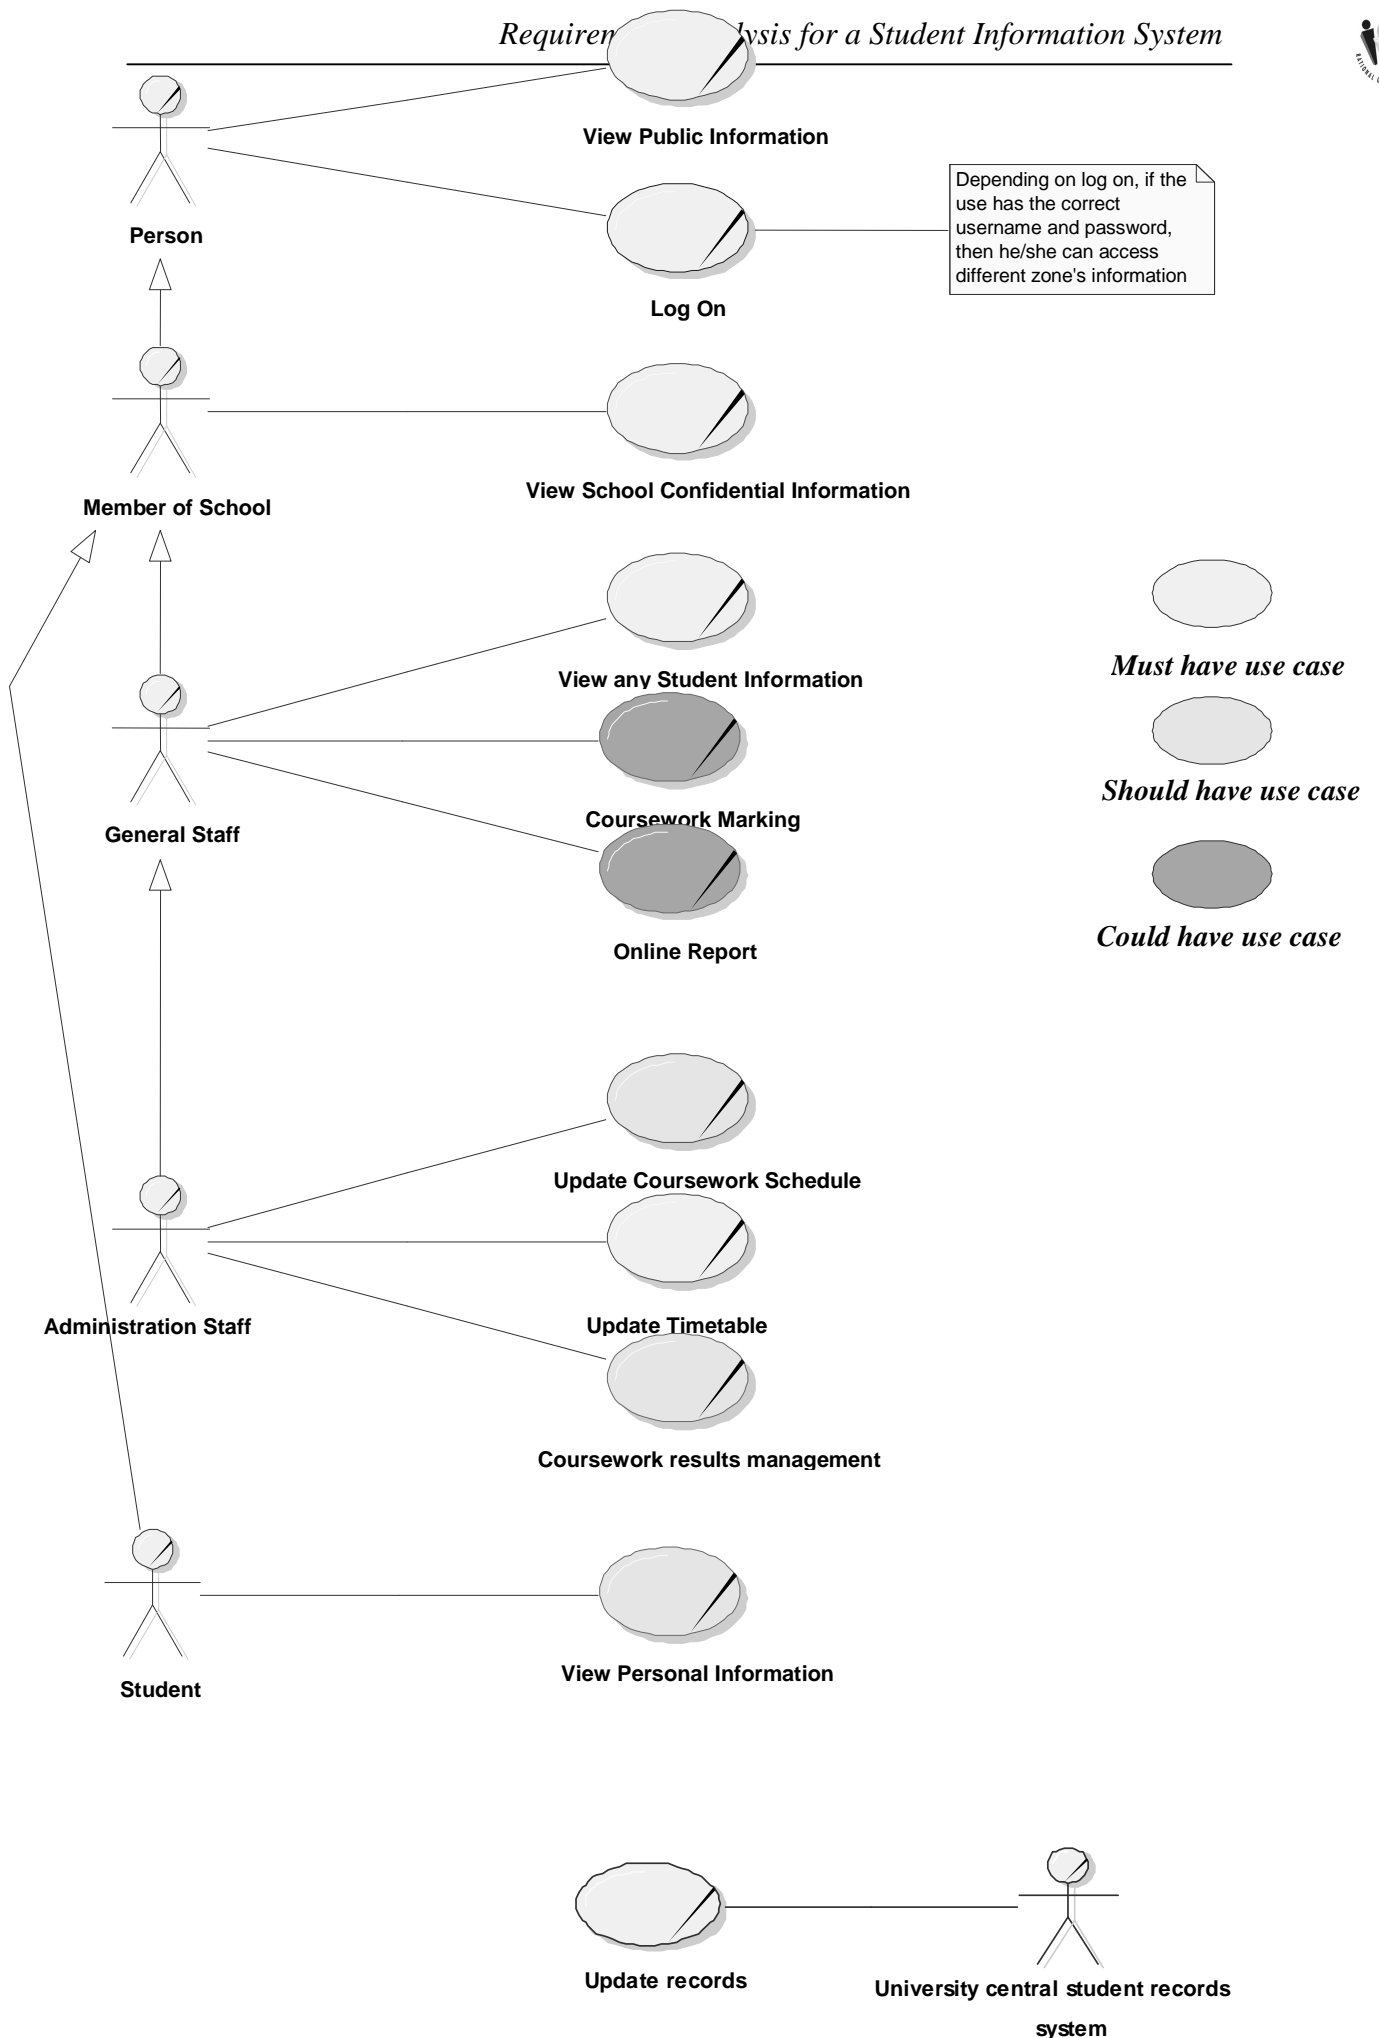 Requiren lysis for a Student Information System
View Public Information
Depending on log on, if the
use has the correct
username and password,
then he/she can access
different zone's information
Person
Log On
View School Confidential Information
Member of School
Must have use case
View any Student Information
Should have use case
Coursework Marking
General Staff
Could have use case
Online Report
Update Coursework Schedule
Update Timetable
Administration Staff
Coursework results management
View Personal Information
Student
Update records
University central student records
system